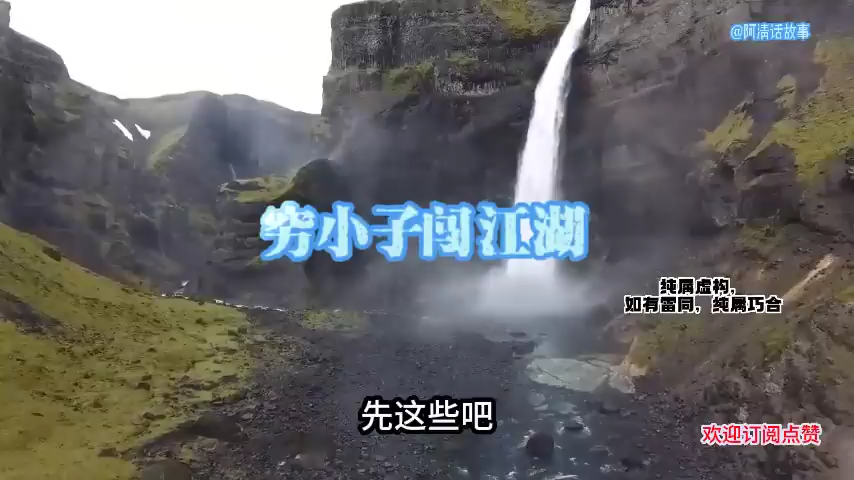 @阿清话故事
穷小子闯江湖
纯属虚构，
如有雷同，纯属巧合
先这些吧
欢迎订阅点赞